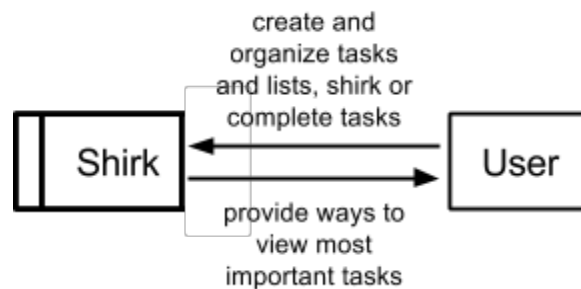 create and
organize tasks
and lists, shirk or
complete tasks
Shirk
User
provide ways to
view most
important tasks